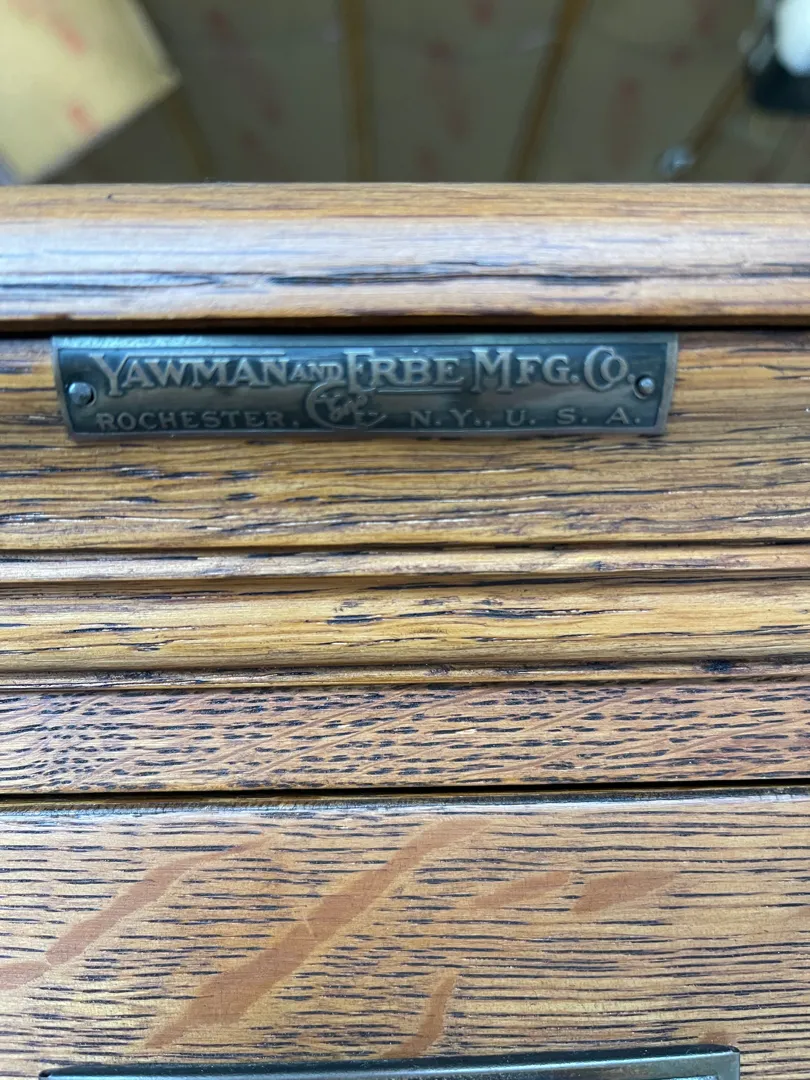 YAWMAN AND ERBE MFG. CO.
ROCHESTER, N.Y., U. S. A.